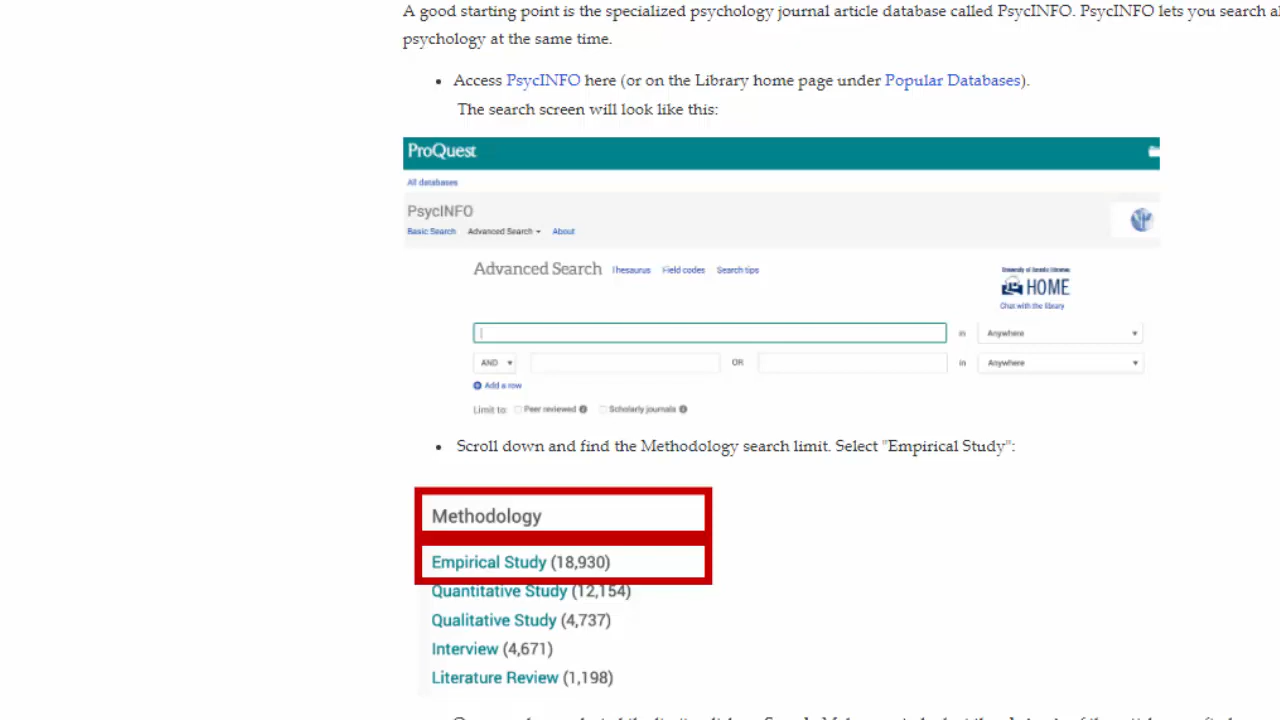 A good starting point is the specialized psychology journal article database called PsycINFO. PsycINFO lets you search
psychology at the same time.
• Access PsycINFO here (or on the Library home page under Popular Databases).
The search screen will look like this:
ProQuest
All databases
PsycINFO
Basic Search Advanced Search About
Advanced Search Thesaurus Field codes Search tips
University of Toronto Libraries
HOME
Chat with the library
in Anywhere
AND OR in Anywhere
Add a row
Limit to: Peer reviewed Scholarly journals
• Scroll down and find the Methodology search limit. Select "Empirical Study":
Methodology
Empirical Study (18,930)
Quantitative Study (12,154)
Qualitative Study (4,737)
Interview (4,671)
Literature Review (1,198)